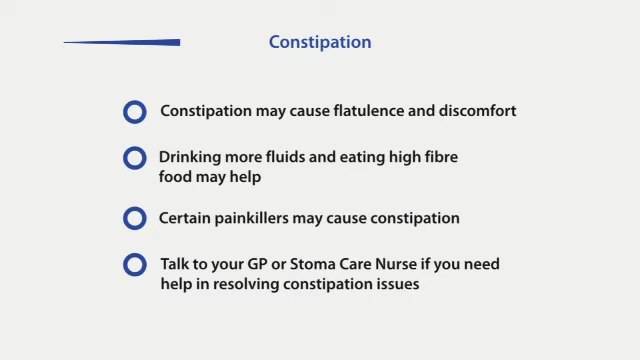 Constipation
Constipation may cause flatulence and discomfort
Drinking more fluids and eating high fibre
food may help
Certain painkillers may cause constipation
Talk to your GP or Stoma Care Nurse if you need
help in resolving constipation issues